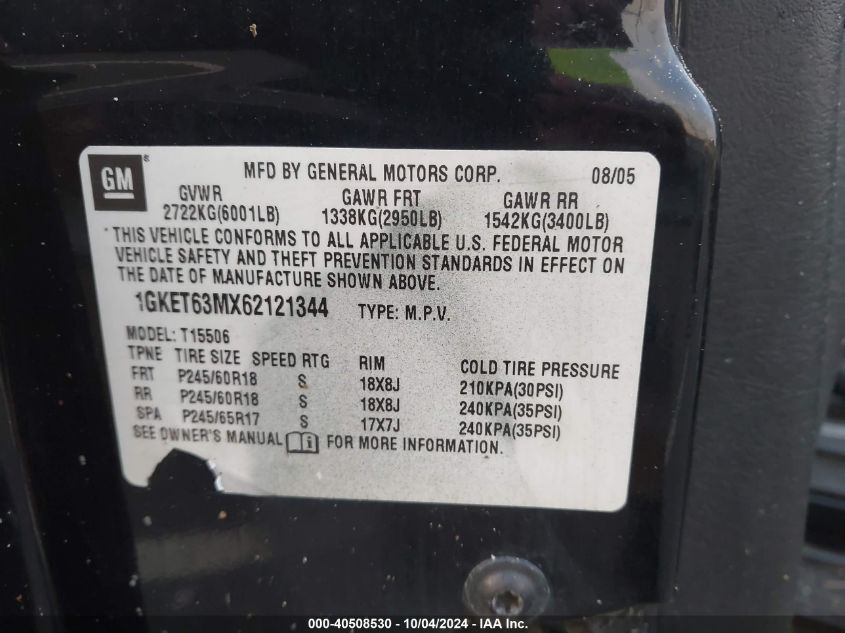 GM®
MFD BY GENERAL MOTORS CORP. 08/05
GVWR GAWR FRT GAWR RR
2722KG(6001LB) 1338KG(2950LB) 1542KG(3400LB)
THIS VEHICLE CONFORMS TO ALL APPLICABLE U.S. FEDERAL MOTOR
VEHICLE SAFETY AND THEFT PREVENTION STANDARDS IN EFFECT ON
THE DATE OF MANUFACTURE SHOWN ABOVE.
1GKET63MX62121344 TYPE: M.P.V.
MODEL: T15506
TPNE TIRE SIZE SPEED RTG RIM COLD TIRE PRESSURE
FRT P245/60R18 S 18X8J 210KPA(30PSI)
RR P245/60R18 S 18X8J 240KPA(35PSI)
SPA P245/65R17 S 17X7J 240KPA(35PSI)
SEE OWNER'S MANUAL i FOR MORE INFORMATION.
000-40508530 - 10/04/2024 - IAA Inc.